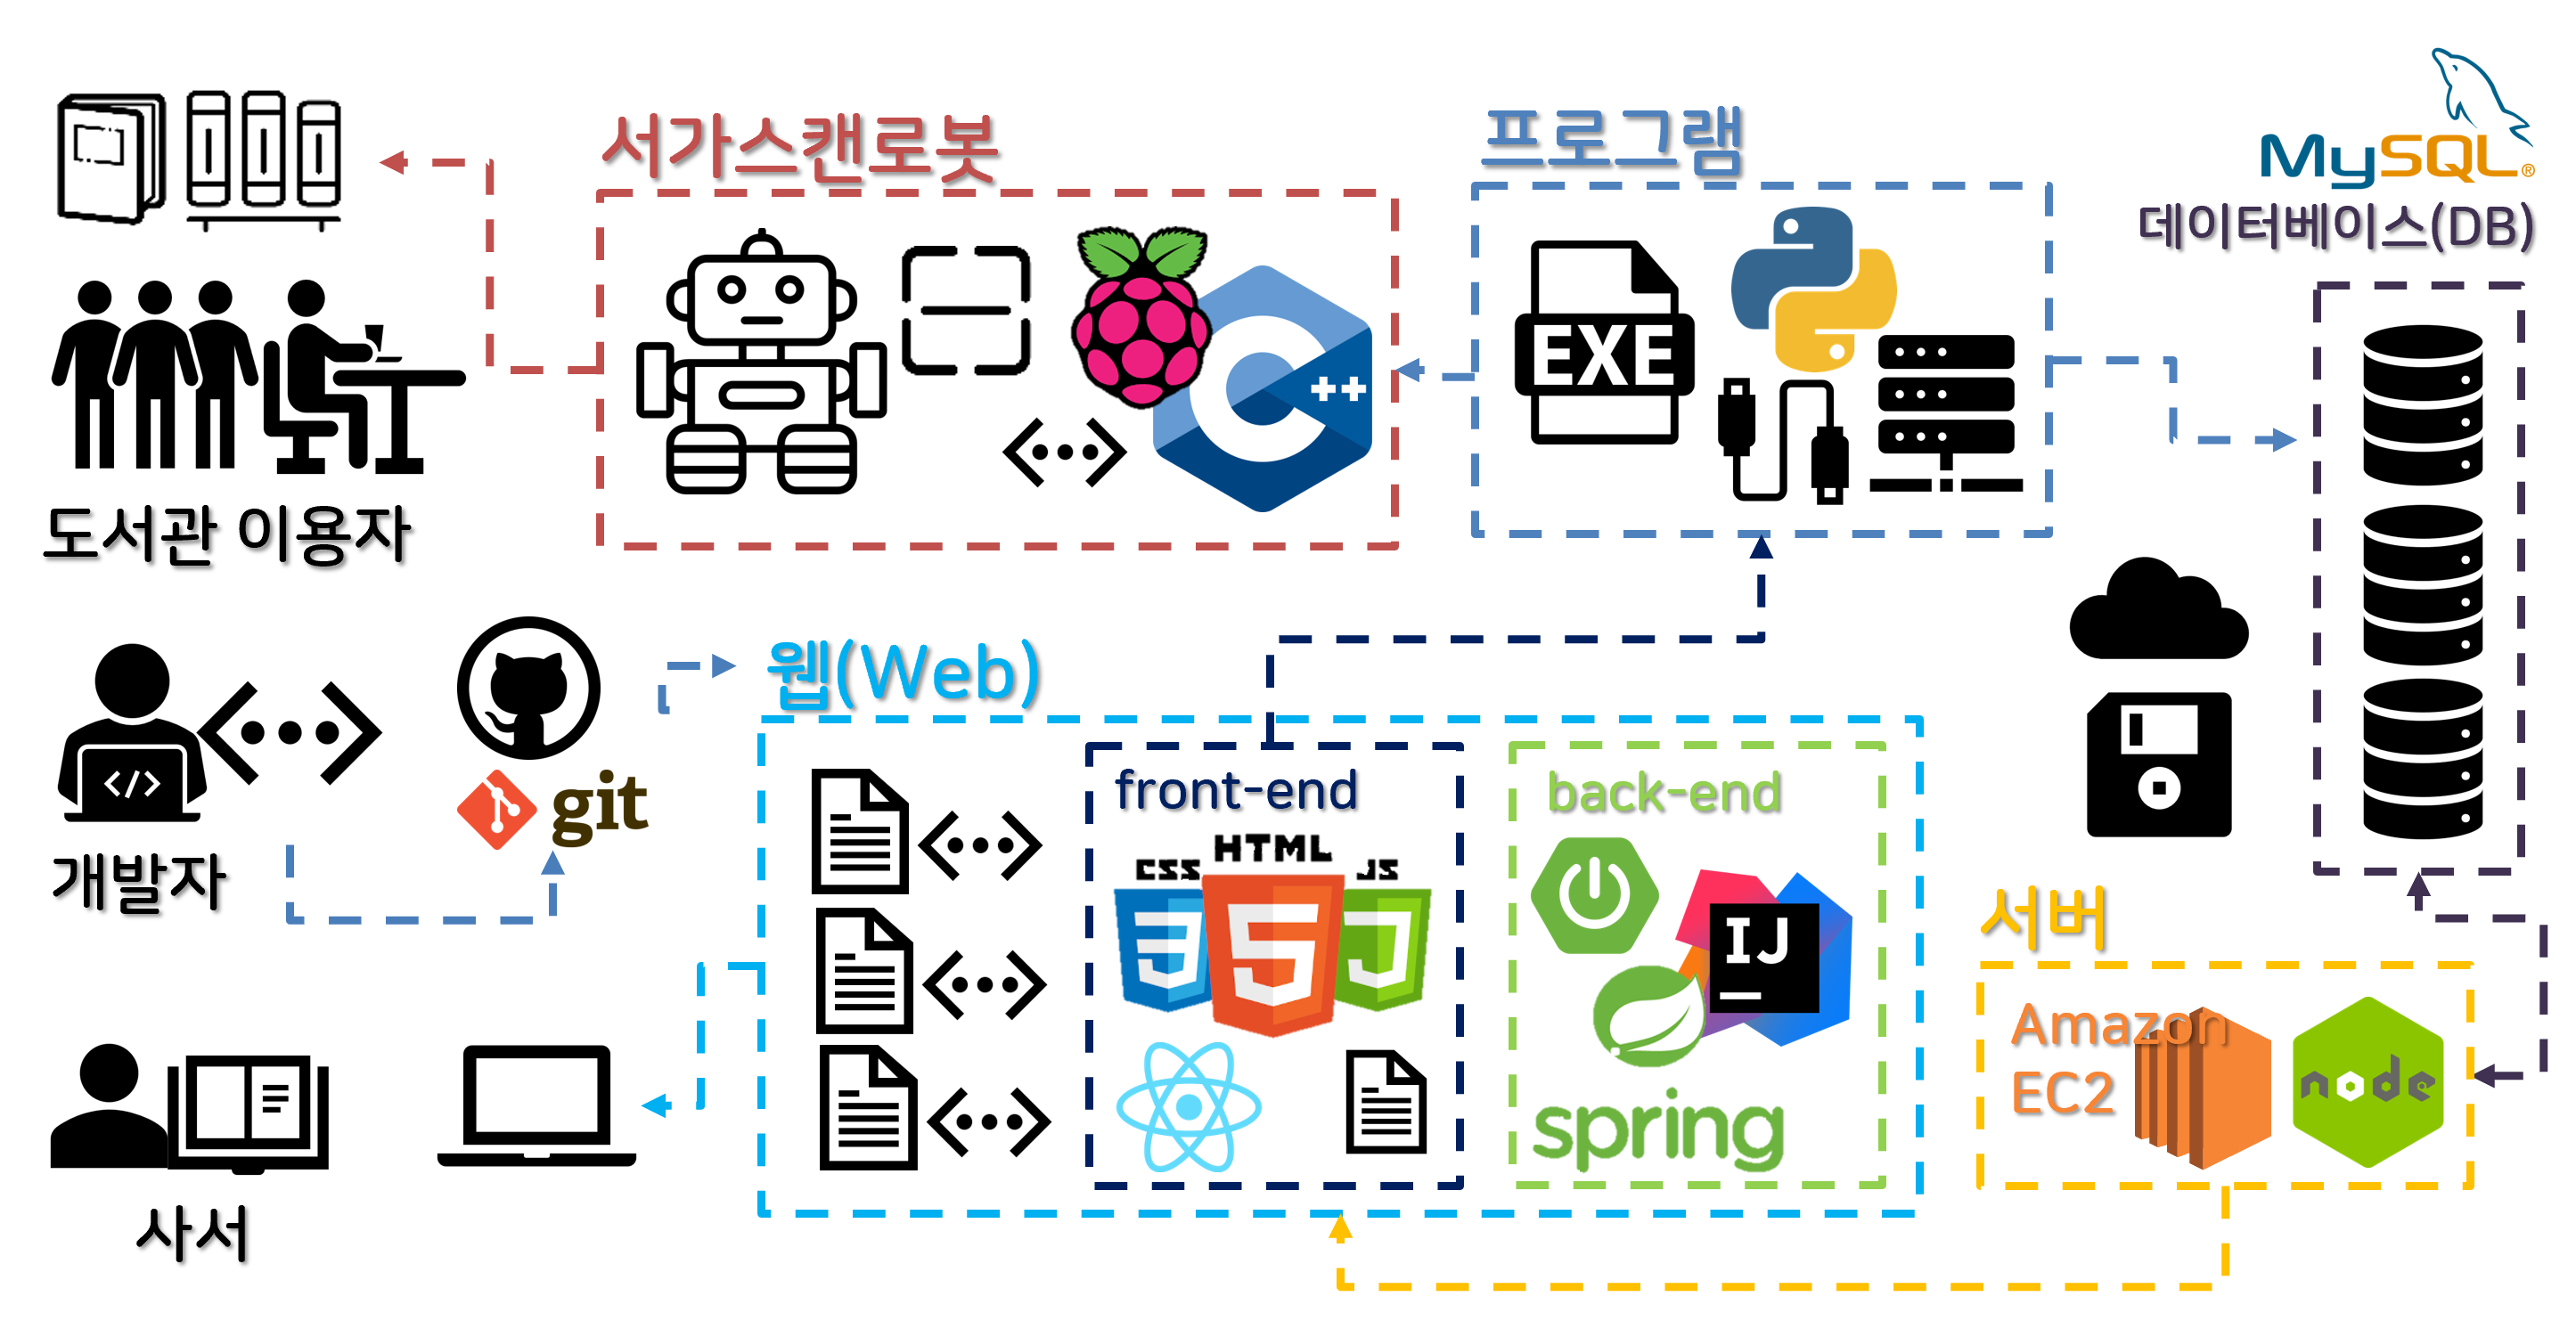 서가스캔로봇
프로그램
MySQL®
데이터베이스(DB)
EXE
++
도서관 이용자
웹(Web)
front-end
back-end
git
</>
개발자
CSS HTML JS
IJ
서버
Amazon
EC2
node
spring
사서